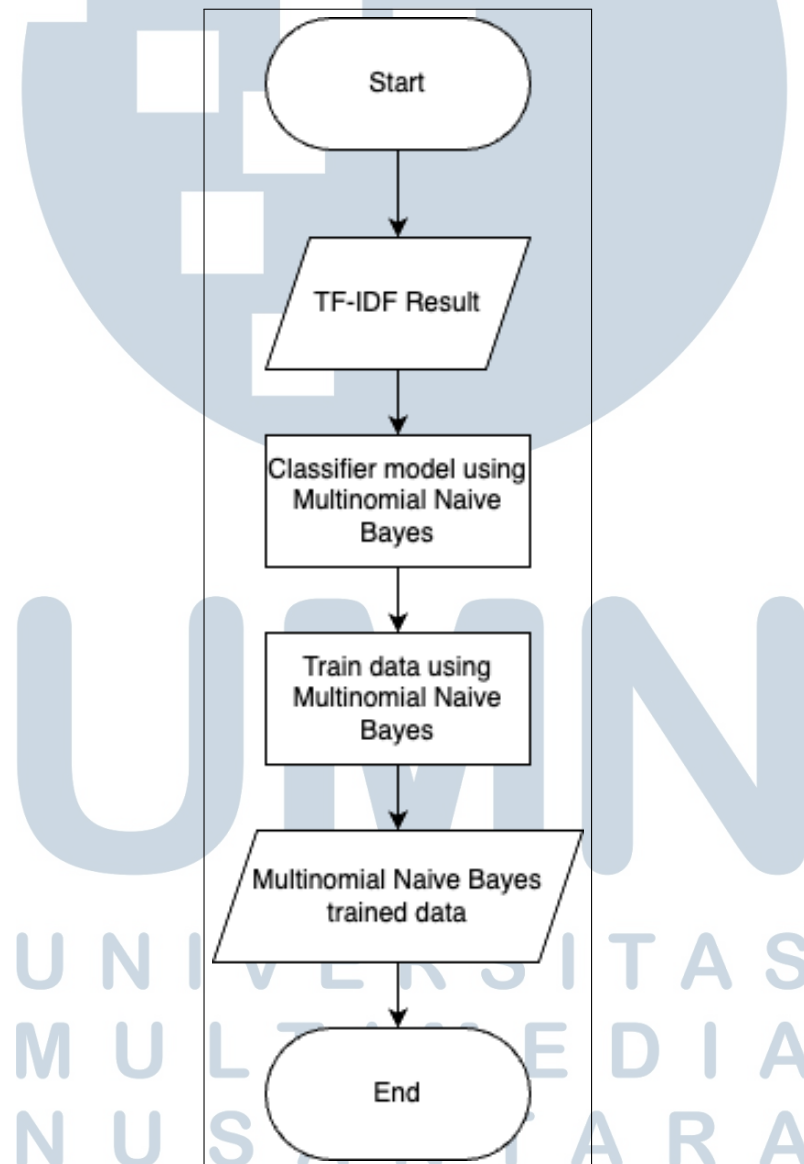 Start
TF-IDF Result
Classifier model using
Multinomial Naive
Bayes
Train data using
Multinomial Naive
Bayes
Multinomial Naive Bayes
trained data
End
UMN
UNIVERSITAS
MULTIMEDIA
NUSANTARA